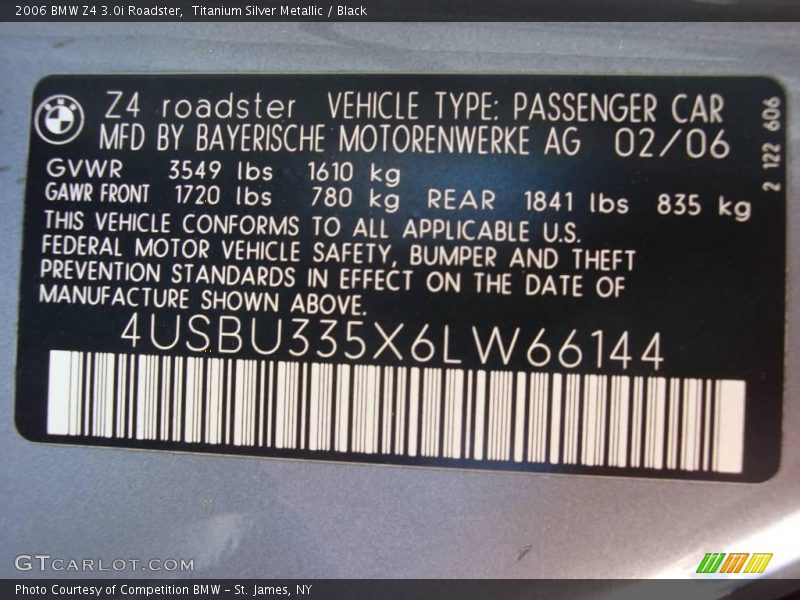 2006 BMW Z4 3.0i Roadster,  Titanium Silver Metallic / Black
Z4 roadster VEHICLE TYPE: PASSENGER CAR
MFD BY BAYERISCHE MOTORENWERKE AG 02/06
GVWR 3549 lbs 1610 kg
GAWR FRONT 1720 lbs 780 kg REAR 1841 lbs 835 kg
THIS VEHICLE CONFORMS TO ALL APPLICABLE U.S.
FEDERAL MOTOR VEHICLE SAFETY, BUMPER AND THEFT
PREVENTION STANDARDS IN EFFECT ON THE DATE OF
MANUFACTURE SHOWN ABOVE.
4USBU335X6LW66144
2 122 606
BMW
GTCARLOT.COM
Photo Courtesy of Competition BMW – St. James, NY